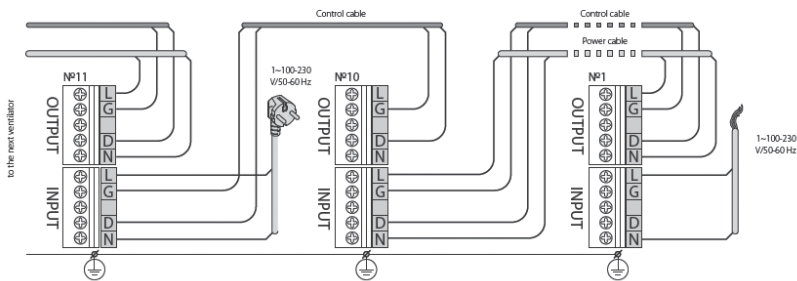 Control cable
Control cable
Power cable
to the next ventilator
№11
OUTPUT
L
G
D
N
INPUT
L
G
D
N
1~100-230
V/50-60 Hz
№10
OUTPUT
L
G
D
N
INPUT
L
G
D
N
№1
OUTPUT
L
G
D
N
INPUT
L
G
D
N
1~100-230
V/50-60 Hz